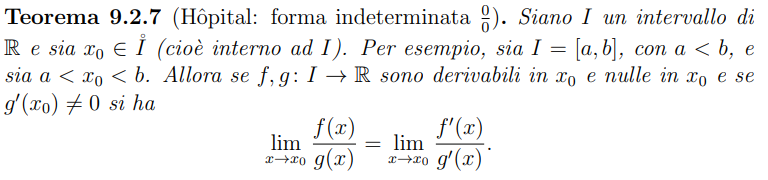 Teorema 9.2.7 (Hôpital: forma indeterminata $\frac{0}{0}$). Siano $I$ un intervallo di
$\mathbb{R}$ e sia $x_0 \in \mathring{I}$ (cioè interno ad $I$). Per esempio, sia $I = [a, b]$, con $a < b$, e
sia $a < x_0 < b$. Allora se $f, g\colon I \to \mathbb{R}$ sono derivabili in $x_0$ e nulle in $x_0$ e se
$g'(x_0) \neq 0$ si ha
$\lim_{x \to x_0} \frac{f(x)}{g(x)} = \lim_{x \to x_0} \frac{f'(x)}{g'(x)}.$